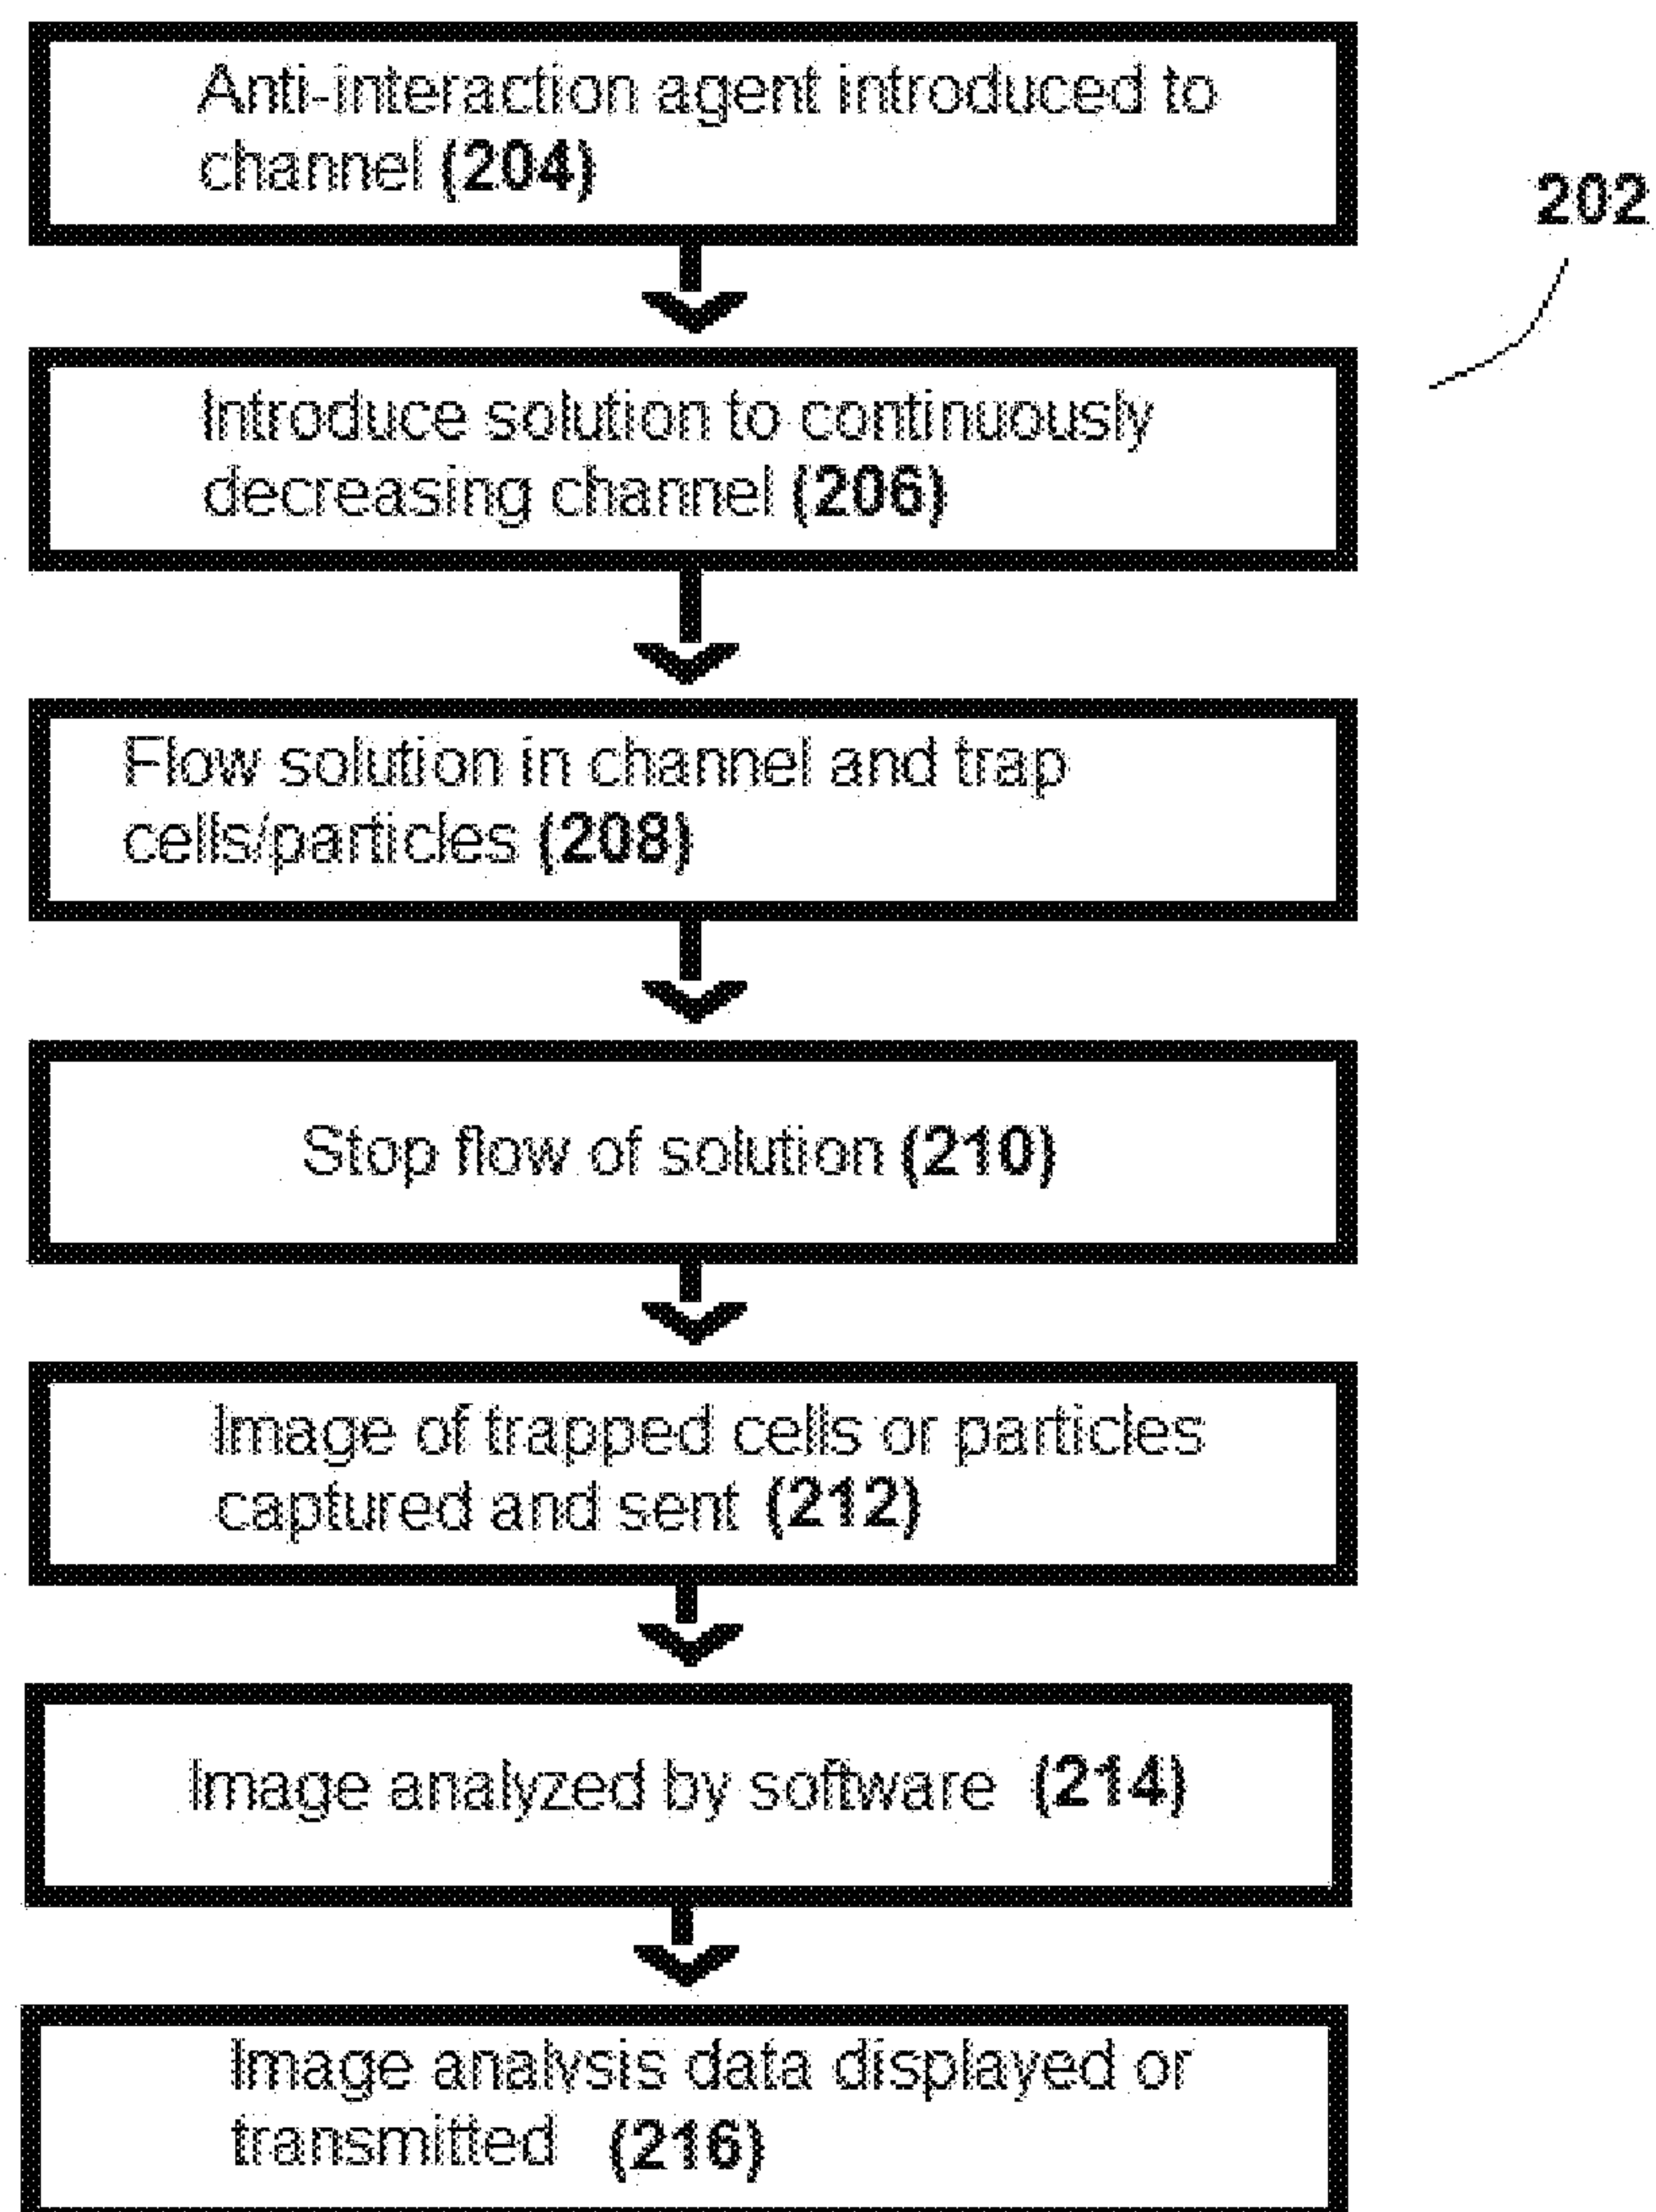 Anti-interaction agent introduced to
channel (204)
202
Introduce solution to continuously
decreasing channel (206)
Flow solution in channel and trap
cells/particles (208)
Stop flow of solution (210)
Image of trapped cells or particles
captured and sent (212)
Image analyzed by software (214)
Image analysis data displayed or
transmitted (216)